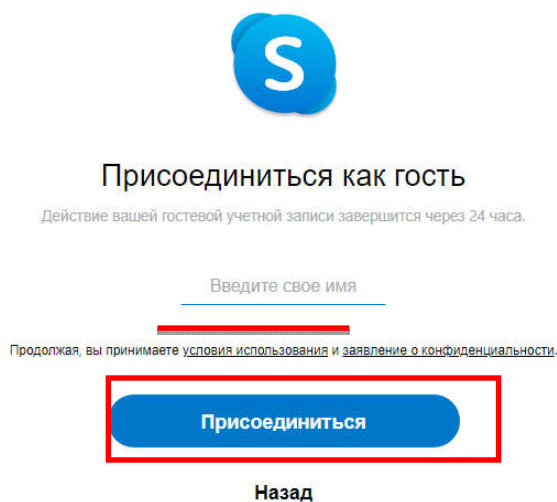 S
Присоединиться как гость
Действие вашей гостевой учетной записи завершится через 24 часа.
Введите свое имя
Продолжая, вы принимаете условия использования и заявление о конфиденциальности.
Присоединиться
Назад